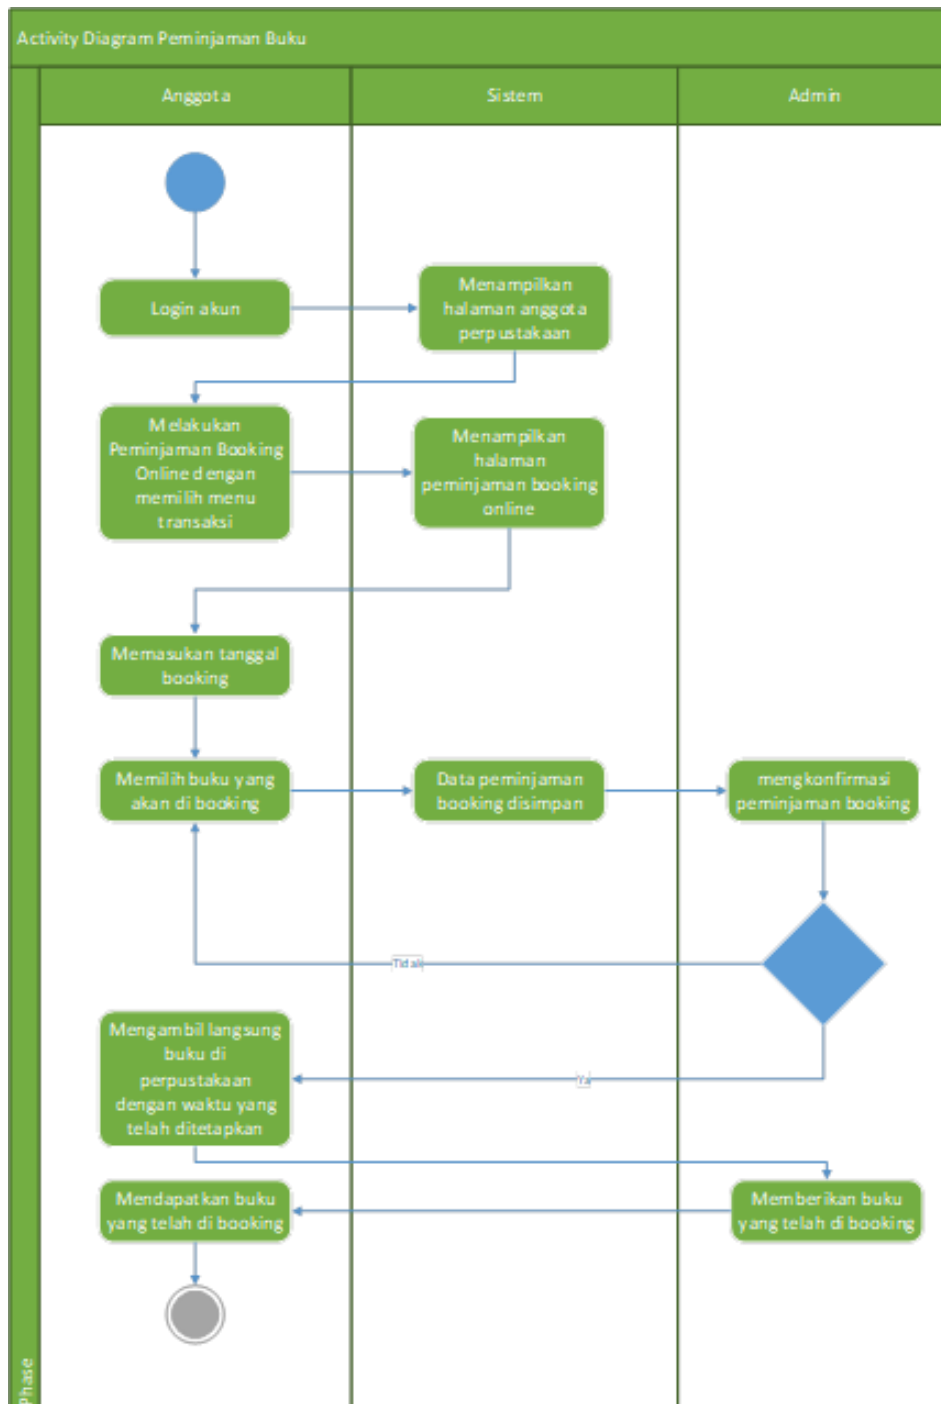 Activity Diagram Peminjaman Buku
Anggota
Sistem
Admin
Login akun
Menampilkan
halaman anggota
perpustakaan
Melakukan
Peminjaman Booking
Online dengan
memilih menu
transaksi
Menampilkan
halaman
peminjaman booking
online
Memasukan tanggal
booking
Memilih buku yang
akan di booking
Data peminjaman
booking disimpan
mengkonfirmasi
peminjaman booking
Tidak
Ya
Mengambil langsung
buku di
perpustakaan
dengan waktu yang
telah ditetapkan
Mendapatkan buku
yang telah di booking
Memberikan buku
yang telah di booking
Phase